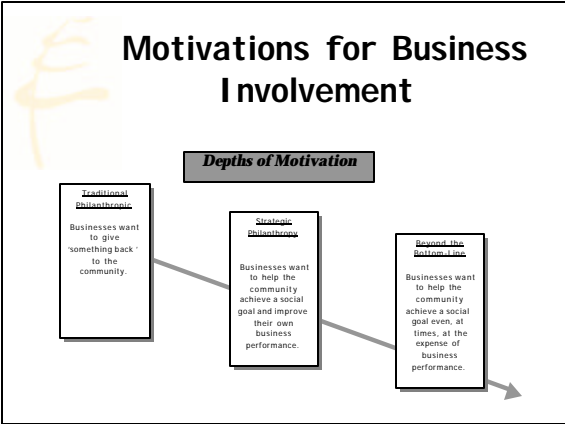 Motivations for Business
Involvement
Depths of Motivation
Traditional
Philanthropic
Businesses want
to give
'something back '
to the
community.
Strategic
Philanthropy
Businesses want
to help the
community
achieve a social
goal and improve
their own
business
performance.
Beyond the
Bottom-Line
Businesses want
to help the
community
achieve a social
goal even, at
times, at the
expense of
business
performance.